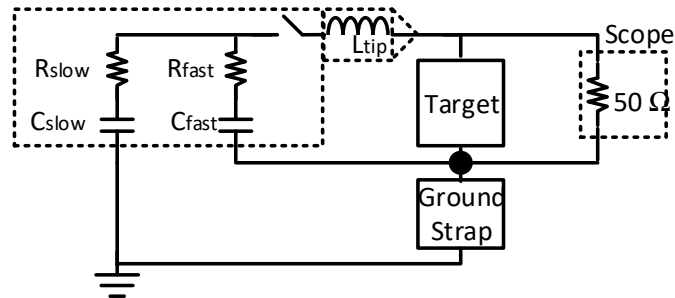 Scope
Ltip
Rslow
Rfast
Target
50 Ω
Cslow
Cfast
Ground
Strap